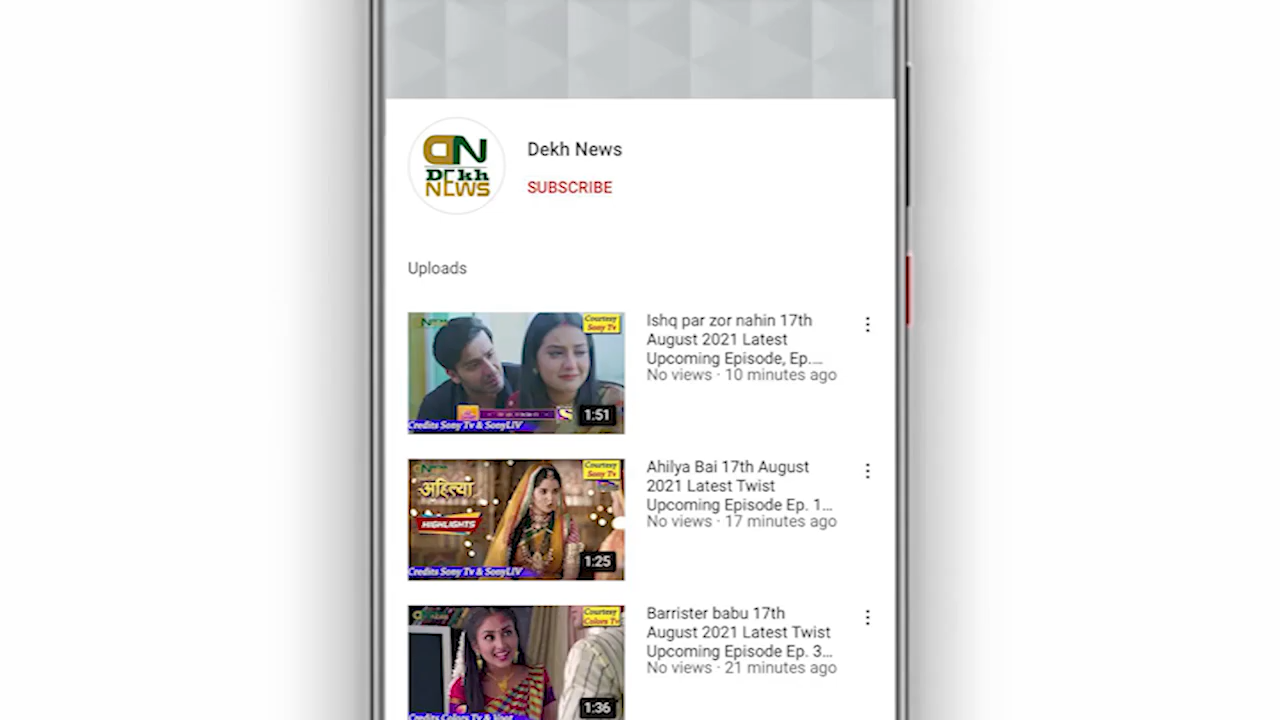 DN
Dekh
NEWS
Dekh News
SUBSCRIBE
Uploads
Courtesy
Sony Tv
1:51
Credits Sony Tv & SonyLIV
Ishq par zor nahin 17th
August 2021 Latest
Upcoming Episode, Ep....
No views · 10 minutes ago
Courtesy
Sony Tv
अहिल्या
HIGHLIGHTS
1:25
Credits Sony Tv & SonyLIV
Ahilya Bai 17th August
2021 Latest Twist
Upcoming Episode Ep. 1...
No views · 17 minutes ago
Courtesy
Colors Tv
1:36
Credits Colors Tv & Voot
Barrister babu 17th
August 2021 Latest Twist
Upcoming Episode Ep. 3...
No views · 21 minutes ago